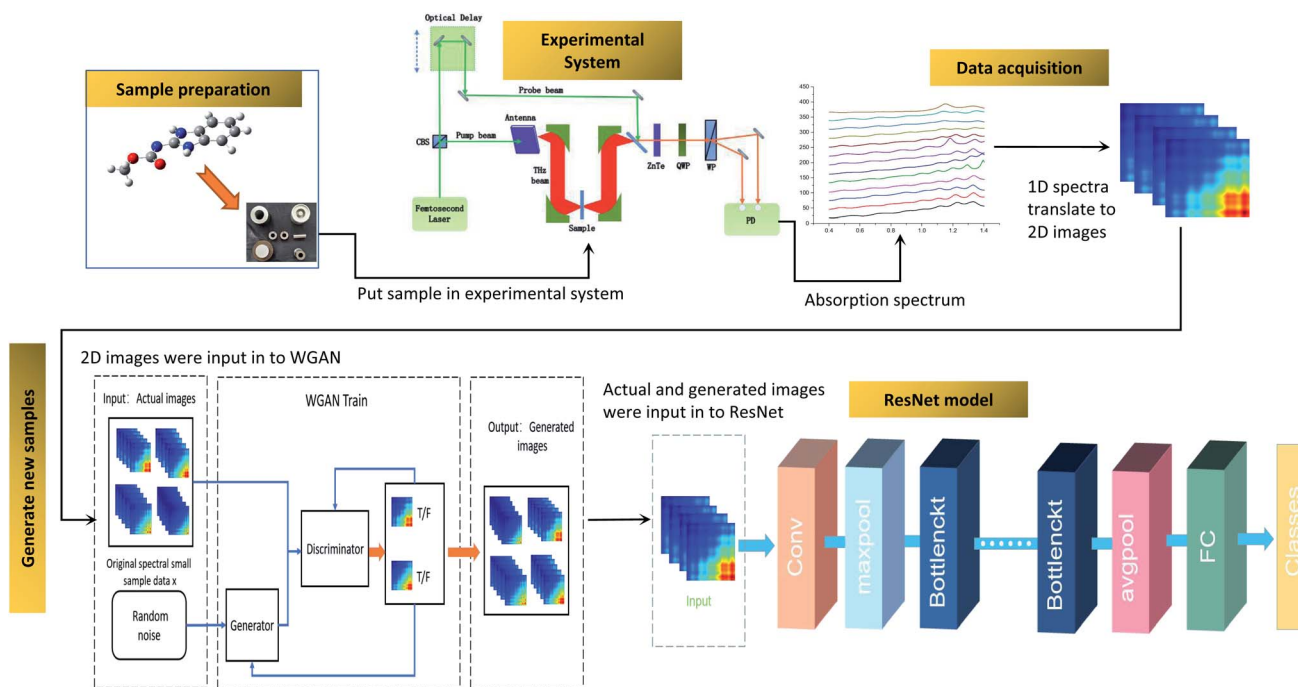 Sample preparation
Optical Delay
Experimental
System
Data acquisition
Probe beam
Antenna
CBS
Pump beam
THz
beam
ZnTe
QWP
WP
Femtosecond
Laser
Sample
PD
450
400
350
300
250
200
150
100
50
0
0.4
0.6
0.8
1.0
1.2
1.4
1D spectra
translate to
2D images
Put sample in experimental system
Absorption spectrum
Generate new samples
2D images were input in to WGAN
Input: Actual images
WGAN Train
Output: Generated
images
Discriminator
T/F
T/F
Original spectral small
sample data x
Random
noise
Generator
Actual and generated images
were input in to ResNet
ResNet model
Input
Conv
maxpool
Bottlenckt
Bottlenckt
avgpool
FC
Classes